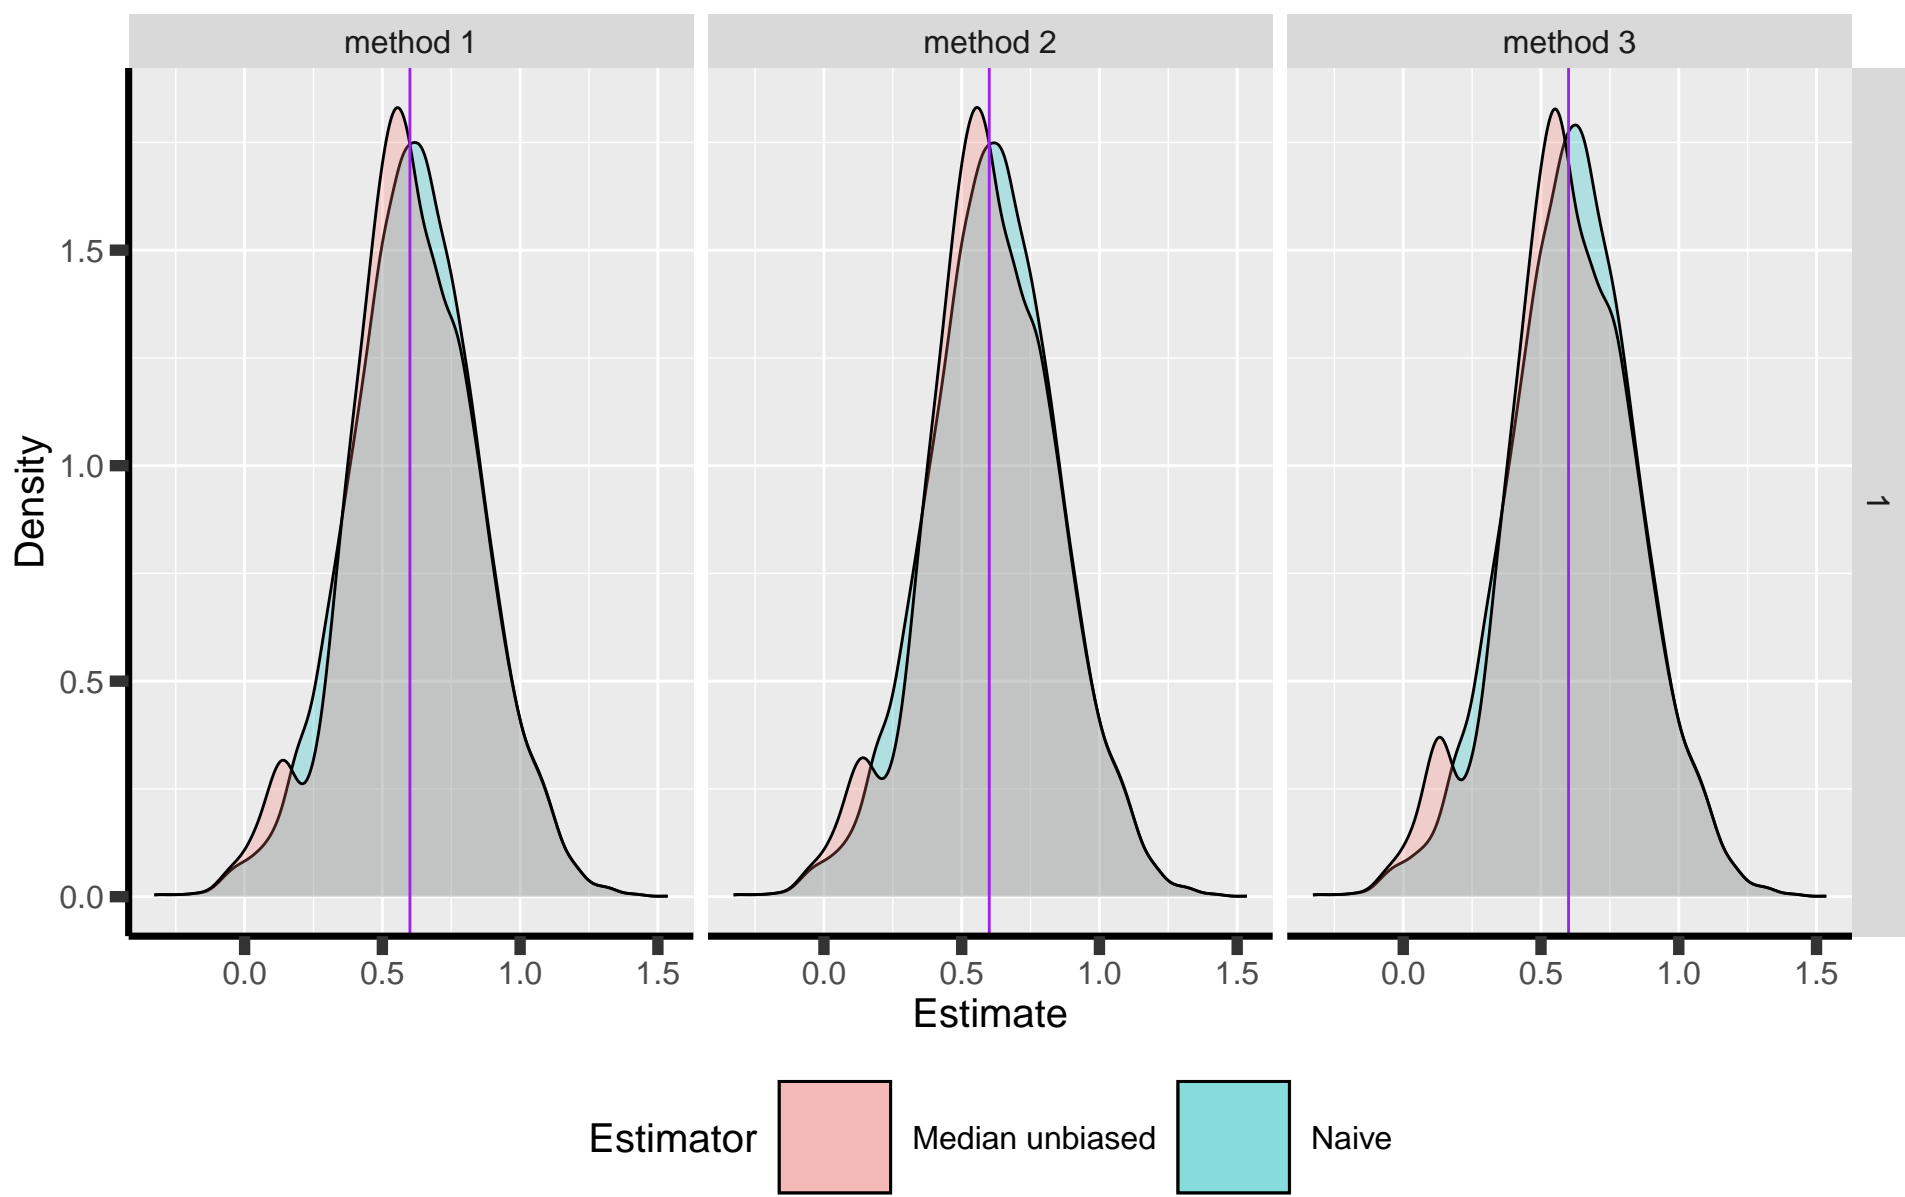 method 1 method 2 method 3
1.5
1.0
0.5
0.0
Density
1
0.0 0.5 1.0 1.5 0.0 0.5 1.0 1.5 0.0 0.5 1.0 1.5
Estimate
Estimator Median unbiased Naive